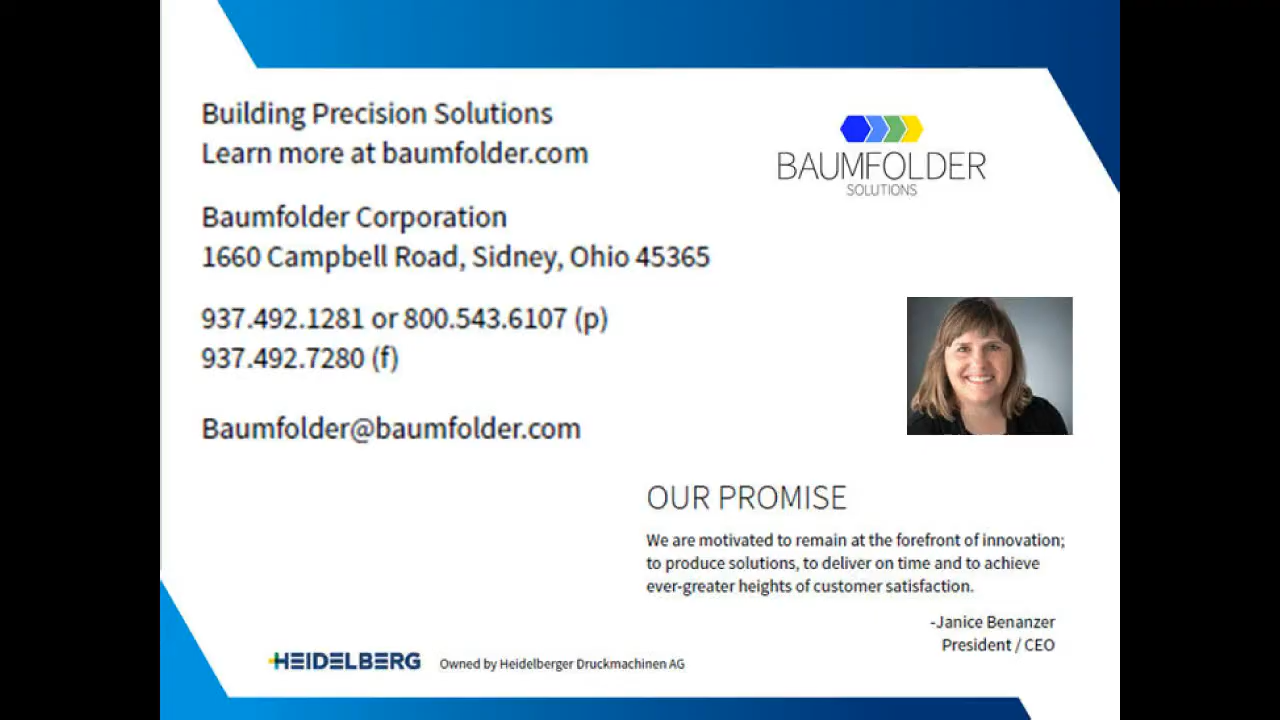 Building Precision Solutions
Learn more at baumfolder.com
BAUMFOLDER
SOLUTIONS
Baumfolder Corporation
1660 Campbell Road, Sidney, Ohio 45365
937.492.1281 or 800.543.6107 (p)
937.492.7280 (f)
Baumfolder@baumfolder.com
OUR PROMISE
We are motivated to remain at the forefront of innovation;
to produce solutions, to deliver on time and to achieve
ever-greater heights of customer satisfaction.
-Janice Benanzer
President / CEO
HEIDELBERG
Owned by Heidelberger Druckmachinen AG